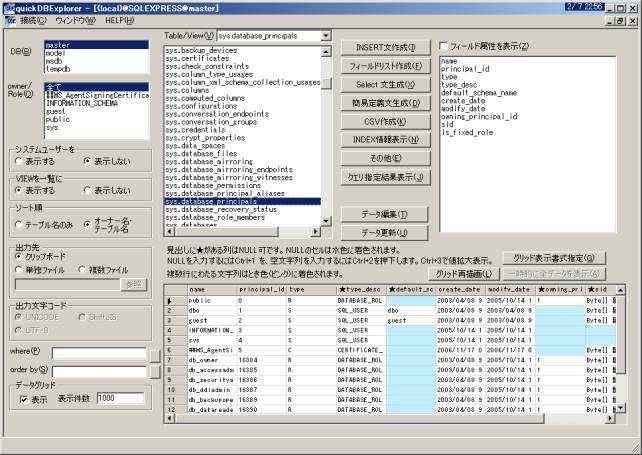 quickDBExplorer - [(local)@SQLEXPRESS@master]
2/ 7 22:56
接続(C) ウィンドウ(W) HELP(H)
DB(B)
master
model
msdb
tempdb
owner/
Role(O)
全て
##MS_AgentSigningCertifica
INFORMATION_SCHEMA
guest
public
sys
システムユーザーを
表示する 表示しない
VIEWを一覧に
表示する 表示しない
ソート順
テーブル名のみ オーナー名・テーブル名
出力先
クリップボード
単独ファイル 複数ファイル
参照
出力文字コード
UNICODE ShiftJIS
UTF-8
where(P)
order by(S)
データグリッド
表示 表示件数 1000
Table/View(V) sys.database_principals
sys.backup_devices
sys.certificates
sys.check_constraints
sys.column_type_usages
sys.column_xml_schema_collection_usages
sys.columns
sys.computed_columns
sys.configurations
sys.conversation_endpoints
sys.conversation_groups
sys.credentials
sys.crypt_properties
sys.data_spaces
sys.database_files
sys.database_mirroring
sys.database_mirroring_endpoints
sys.database_mirroring_witnesses
sys.database_permissions
sys.database_principal_aliases
sys.database_principals
sys.database_recovery_status
sys.database_role_members
sys.databases
INSERT文作成(I)
フィールドリスト作成(F)
Select 文生成(X)
簡易定義文生成(D)
CSV作成(K)
INDEX情報表示(N)
その他(E)
クエリ指定結果表示(J)
データ編集(T)
データ更新(U)
フィールド属性を表示(Z)
name
principal_id
type
type_desc
default_schema_name
create_date
modify_date
owning_principal_id
sid
is_fixed_role
見出しに★がある列はNULL可です。NULLのセルは水色に着色されます。
NULLを入力するにはCtrl+1 を、空文字列を入力するにはCtrl+2を押下します。Ctrl+3で値拡大表示。
複数行にわたる文字列はとき色(ピンク)に着色されます。
グリッド表示書式指定(G)
グリッド再描画(L) 一時的に全データを表示(A)
name principal_id type ★type_desc ★default_sc create_date modify_date ★owning_pri ★sid
public 0 R DATABASE_ROL 2003/04/08 9 2005/10/14 1 1 Byte[]
2 dbo 1 S SQL_USER dbo 2003/04/08 9 2003/04/08 9 Byte[]
3 guest 2 S SQL_USER guest 2003/04/08 9 2003/04/08 9 Byte[]
4 INFORMATION_ 3 S SQL_USER 2005/10/14 1 2005/10/14 1
5 sys 4 S SQL_USER 2005/10/14 1 2005/10/14 1
6 ##MS_AgentSi 5 C CERTIFICATE_ 2006/11/17 0 2006/11/17 0 Byte[]
7 db_owner 16384 R DATABASE_ROL 2003/04/08 9 2005/10/14 1 1 Byte[]
8 db_accessadm 16385 R DATABASE_ROL 2003/04/08 9 2005/10/14 1 1 Byte[]
9 db_securitya 16386 R DATABASE_ROL 2003/04/08 9 2005/10/14 1 1 Byte[]
10 db_ddladmin 16387 R DATABASE_ROL 2003/04/08 9 2005/10/14 1 1 Byte[]
11 db_backupope 16389 R DATABASE_ROL 2003/04/08 9 2005/10/14 1 1 Byte[]
12 db_datareade 16390 R DATABASE_ROL 2003/04/08 9 2005/10/14 1 1 Byte[]